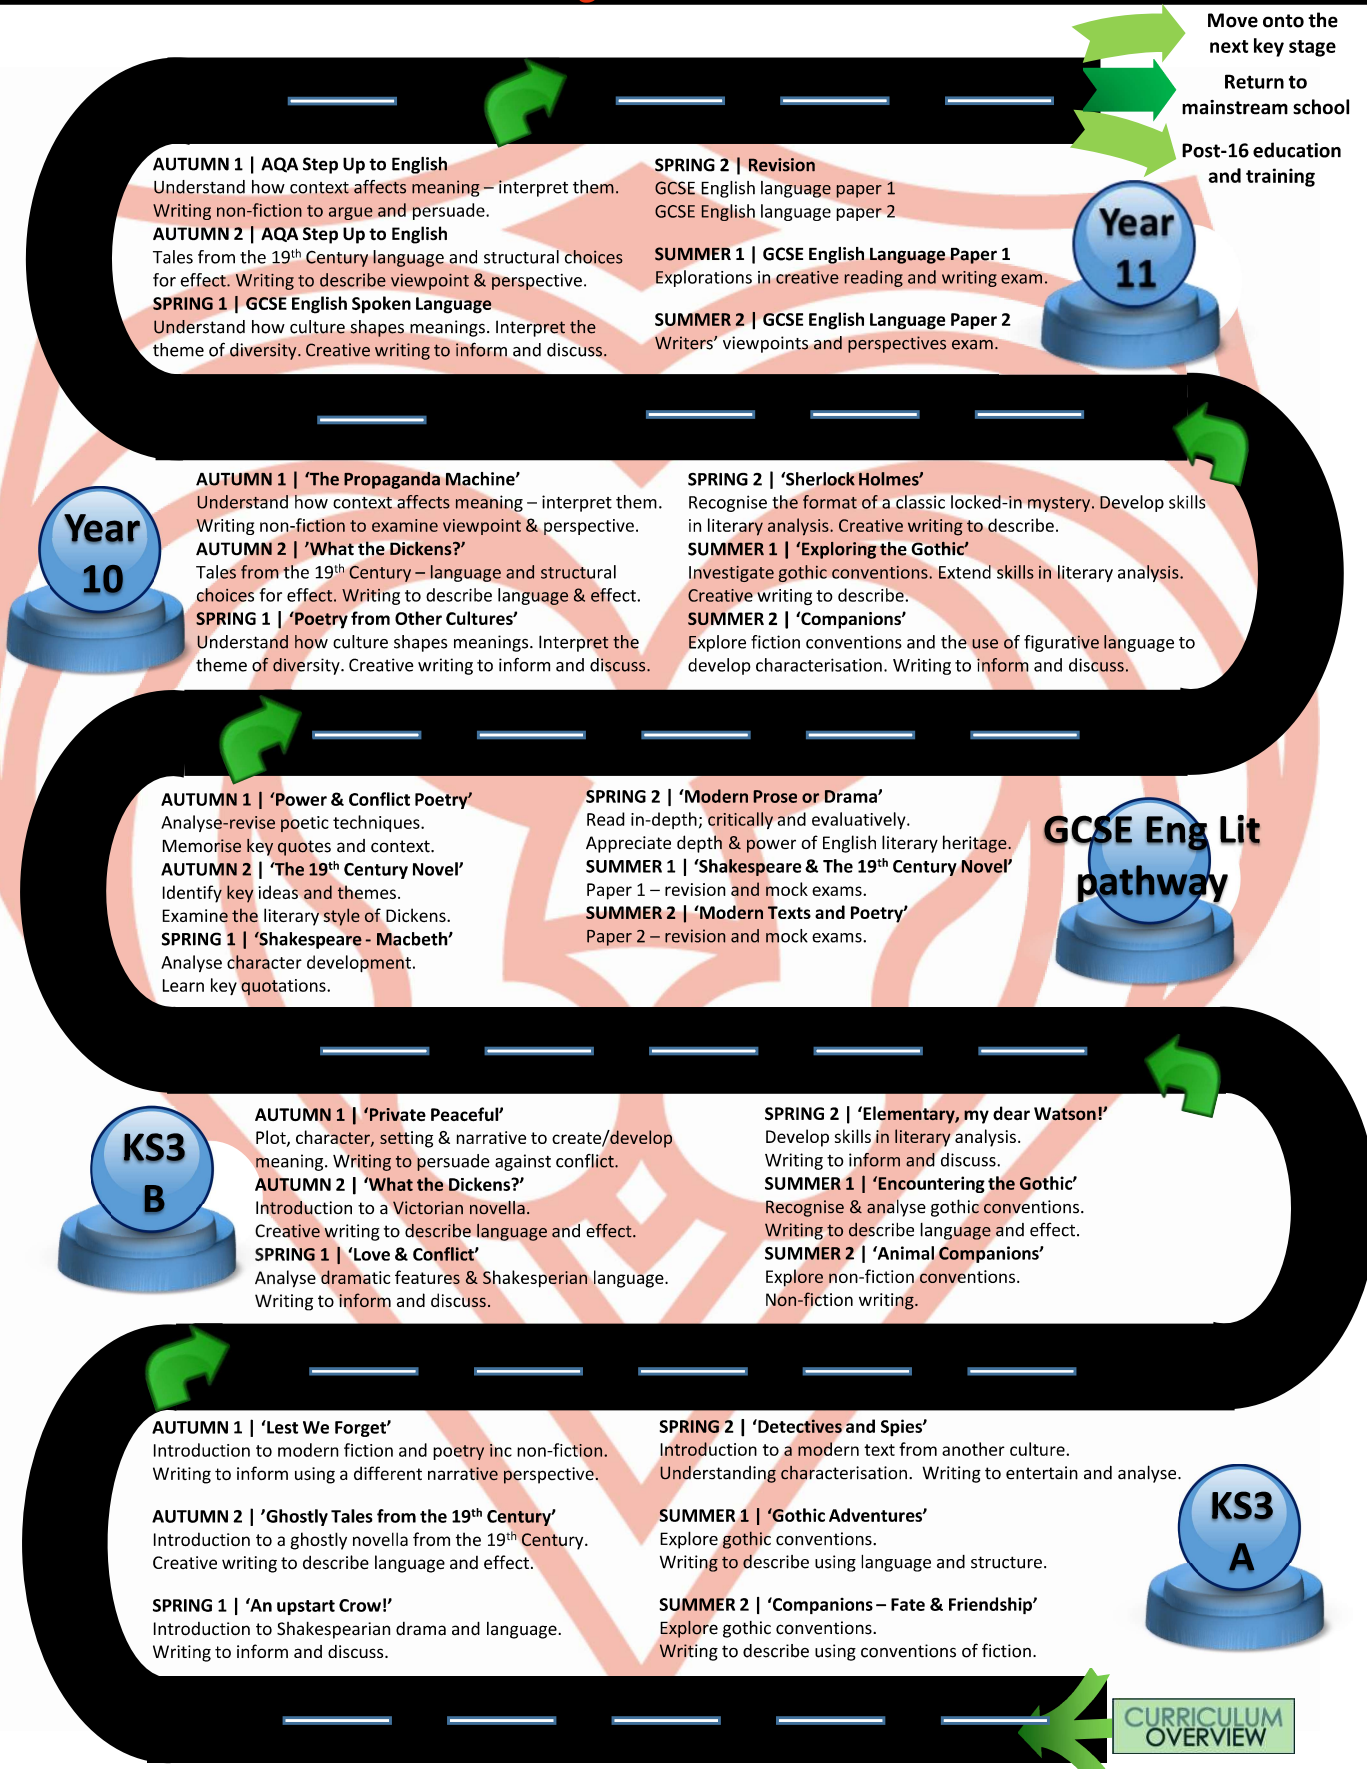 Move onto the
next key stage
Return to
mainstream school
Post-16 education
and training
AUTUMN 1 | AQA Step Up to English
Understand how context affects meaning – interpret them.
Writing non-fiction to argue and persuade.
AUTUMN 2 | AQA Step Up to English
Tales from the 19th Century language and structural choices
for effect. Writing to describe viewpoint & perspective.
SPRING 1 | GCSE English Spoken Language
Understand how culture shapes meanings. Interpret the
theme of diversity. Creative writing to inform and discuss.
SPRING 2 | Revision
GCSE English language paper 1
GCSE English language paper 2
SUMMER 1 | GCSE English Language Paper 1
Explorations in creative reading and writing exam.
SUMMER 2 | GCSE English Language Paper 2
Writers’ viewpoints and perspectives exam.
Year
11
Year
10
AUTUMN 1 | ‘The Propaganda Machine’
Understand how context affects meaning – interpret them.
Writing non-fiction to examine viewpoint & perspective.
AUTUMN 2 | ’What the Dickens?’
Tales from the 19th Century – language and structural
choices for effect. Writing to describe language & effect.
SPRING 1 | ‘Poetry from Other Cultures’
Understand how culture shapes meanings. Interpret the
theme of diversity. Creative writing to inform and discuss.
SPRING 2 | ‘Sherlock Holmes’
Recognise the format of a classic locked-in mystery. Develop skills
in literary analysis. Creative writing to describe.
SUMMER 1 | ‘Exploring the Gothic’
Investigate gothic conventions. Extend skills in literary analysis.
Creative writing to describe.
SUMMER 2 | ‘Companions’
Explore fiction conventions and the use of figurative language to
develop characterisation. Writing to inform and discuss.
AUTUMN 1 | ‘Power & Conflict Poetry’
Analyse-revise poetic techniques.
Memorise key quotes and context.
AUTUMN 2 | ‘The 19th Century Novel’
Identify key ideas and themes.
Examine the literary style of Dickens.
SPRING 1 | ‘Shakespeare - Macbeth’
Analyse character development.
Learn key quotations.
SPRING 2 | ‘Modern Prose or Drama’
Read in-depth; critically and evaluatively.
Appreciate depth & power of English literary heritage.
SUMMER 1 | ‘Shakespeare & The 19th Century Novel’
Paper 1 – revision and mock exams.
SUMMER 2 | ‘Modern Texts and Poetry’
Paper 2 – revision and mock exams.
GCSE Eng Lit
pathway
KS3
B
AUTUMN 1 | ‘Private Peaceful’
Plot, character, setting & narrative to create/develop
meaning. Writing to persuade against conflict.
AUTUMN 2 | ‘What the Dickens?’
Introduction to a Victorian novella.
Creative writing to describe language and effect.
SPRING 1 | ‘Love & Conflict’
Analyse dramatic features & Shakesperian language.
Writing to inform and discuss.
SPRING 2 | ‘Elementary, my dear Watson!’
Develop skills in literary analysis.
Writing to inform and discuss.
SUMMER 1 | ‘Encountering the Gothic’
Recognise & analyse gothic conventions.
Writing to describe language and effect.
SUMMER 2 | ‘Animal Companions’
Explore non-fiction conventions.
Non-fiction writing.
AUTUMN 1 | ‘Lest We Forget’
Introduction to modern fiction and poetry inc non-fiction.
Writing to inform using a different narrative perspective.
AUTUMN 2 | ’Ghostly Tales from the 19th Century’
Introduction to a ghostly novella from the 19th Century.
Creative writing to describe language and effect.
SPRING 1 | ‘An upstart Crow!’
Introduction to Shakespearian drama and language.
Writing to inform and discuss.
SPRING 2 | ‘Detectives and Spies’
Introduction to a modern text from another culture.
Understanding characterisation. Writing to entertain and analyse.
SUMMER 1 | ‘Gothic Adventures’
Explore gothic conventions.
Writing to describe using language and structure.
SUMMER 2 | ‘Companions – Fate & Friendship’
Explore gothic conventions.
Writing to describe using conventions of fiction.
KS3
A
CURRICULUM
OVERVIEW